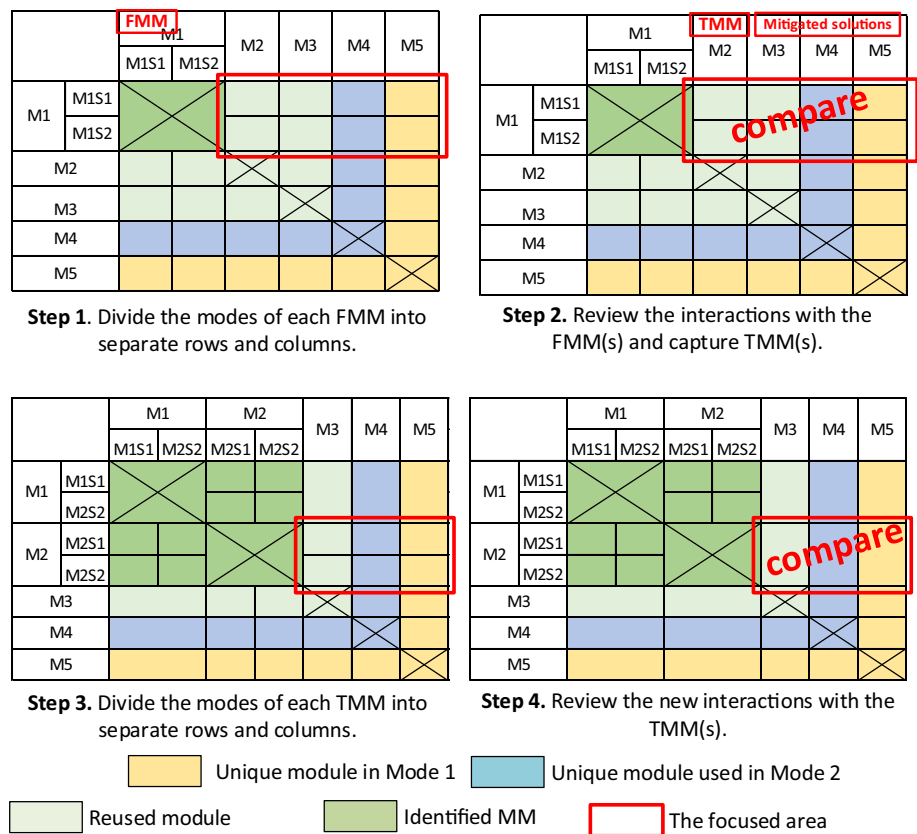 FMM
M1 M2 M3 M4 M5
M1S1 M1S2
M1 M1S1
M1S2
M2
M3
M4
M5
Step 1. Divide the modes of each FMM into
separate rows and columns.
TMM Mitigated solutions
M1 M2 M3 M4 M5
M1S1 M1S2
M1 M1S1
M1S2
compare
M2
M3
M4
M5
Step 2. Review the interactions with the
FMM(s) and capture TMM(s).
M1 M2 M3 M4 M5
M1S1 M2S2 M2S1 M2S2
M1 M1S1
M2S2
M2 M2S1
M2S2
M3
M4
M5
Step 3. Divide the modes of each TMM into
separate rows and columns.
M1 M2 M3 M4 M5
M1S1 M2S2 M2S1 M2S2
M1 M1S1
M2S2
M2 M2S1
M2S2
compare
M3
M4
M5
Step 4. Review the new interactions with the
TMM(s).
Unique module in Mode 1
Unique module used in Mode 2
Reused module
Identified MM
The focused area